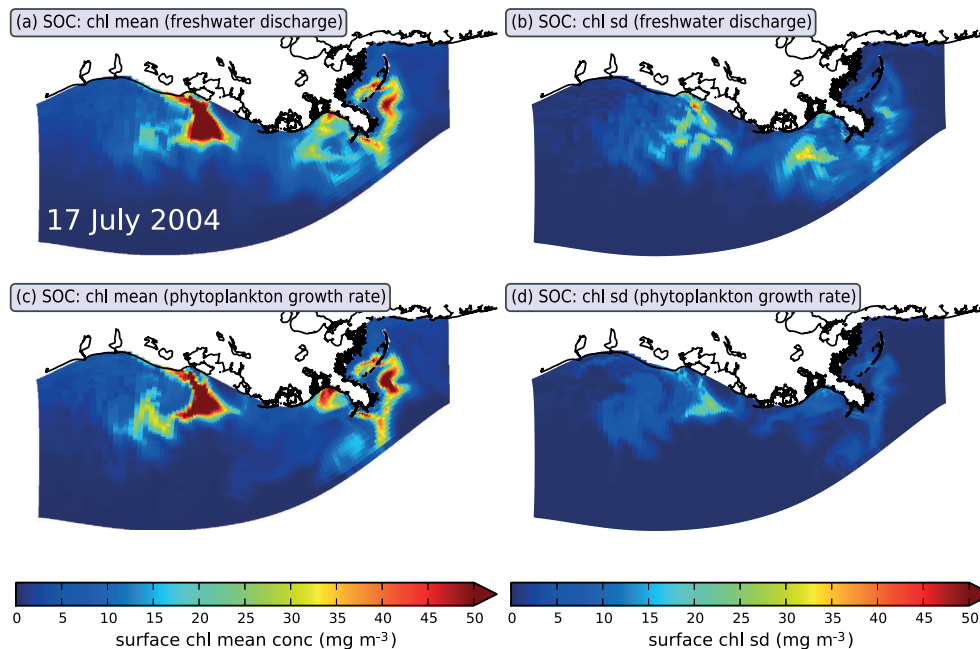 (a) SOC: chl mean (freshwater discharge)
(b) SOC: chl sd (freshwater discharge)
17 July 2004
(c) SOC: chl mean (phytoplankton growth rate)
(d) SOC: chl sd (phytoplankton growth rate)
0 5 10 15 20 25 30 35 40 45 50
surface chl mean conc (mg m⁻³)
0 5 10 15 20 25 30 35 40 45 50
surface chl sd (mg m⁻³)